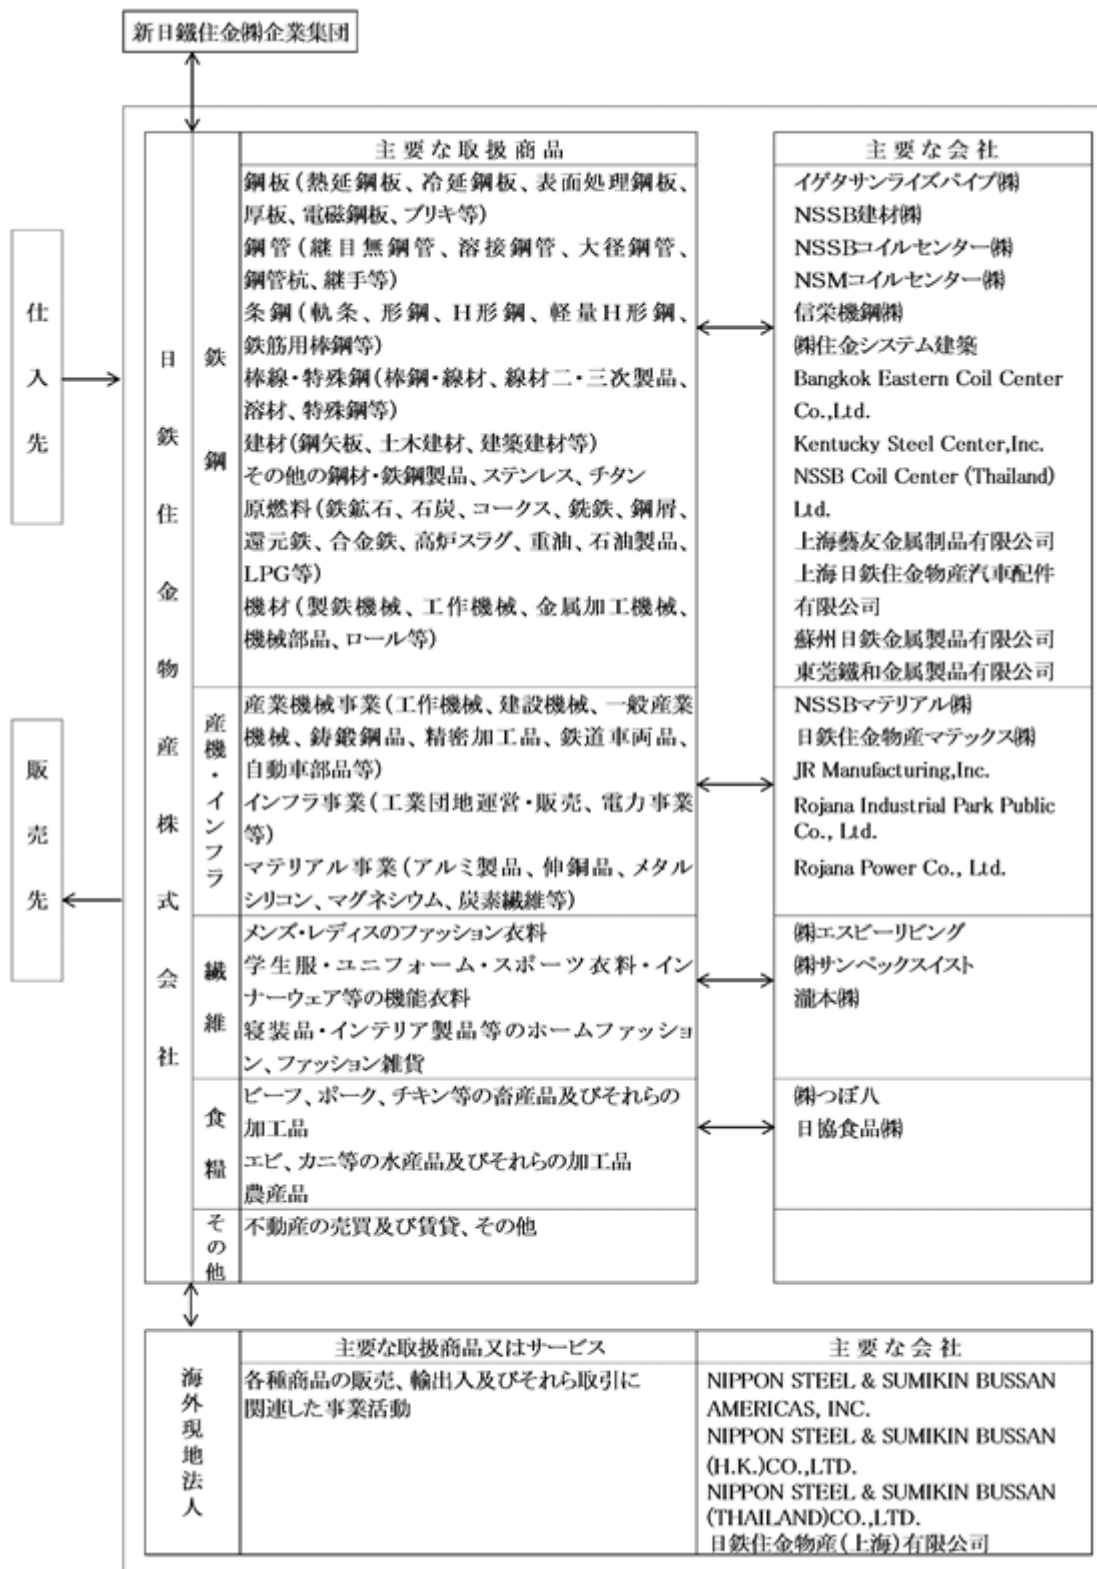 新日鐵住金㈱企業集団
仕入先
販売先
日鉄住金物産株式会社
主要な取扱商品
主要な会社
鉄鋼
鋼板(熱延鋼板、冷延鋼板、表面処理鋼板、
厚板、電磁鋼板、ブリキ等)
鋼管(継目無鋼管、溶接鋼管、大径鋼管、
鋼管杭、継手等)
条鋼(軌条、形鋼、H形鋼、軽量H形鋼、
鉄筋用棒鋼等)
棒線・特殊鋼(棒鋼・線材、線材二・三次製品、
溶材、特殊鋼等)
建材(鋼矢板、土木建材、建築建材等)
その他の鋼材・鉄鋼製品、ステンレス、チタン
原燃料(鉄鉱石、石炭、コークス、銑鉄、鋼屑、
還元鉄、合金鉄、高炉スラグ、重油、石油製品、
LPG等)
機材(製鉄機械、工作機械、金属加工機械、
機械部品、ロール等)
イゲタサンライズパイプ㈱
NSSB建材㈱
NSSBコイルセンター㈱
NSMコイルセンター㈱
信栄機鋼㈱
㈱住金システム建築
Bangkok Eastern Coil Center
Co.,Ltd.
Kentucky Steel Center,Inc.
NSSB Coil Center (Thailand)
Ltd.
上海藝友金属制品有限公司
上海日鉄住金物産汽車配件
有限公司
蘇州日鉄金属製品有限公司
東莞鐵和金属製品有限公司
産機・インフラ
産業機械事業(工作機械、建設機械、一般産業
機械、鋳鍛鋼品、精密加工品、鉄道車両品、
自動車部品等)
インフラ事業(工業団地運営・販売、電力事業
等)
マテリアル事業(アルミ製品、伸銅品、メタル
シリコン、マグネシウム、炭素繊維等)
NSSBマテリアル㈱
日鉄住金物産マテックス㈱
JR Manufacturing,Inc.
Rojana Industrial Park Public
Co., Ltd.
Rojana Power Co., Ltd.
繊維
メンズ・レディスのファッション衣料
学生服・ユニフォーム・スポーツ衣料・イン
ナーウェア等の機能衣料
寝装品・インテリア製品等のホームファッショ
ン、ファッション雑貨
㈱エスビーリビング
㈱サンペックスイスト
瀧本㈱
食糧
ビーフ、ポーク、チキン等の畜産品及びそれらの
加工品
エビ、カニ等の水産品及びそれらの加工品
農産品
㈱つぼ八
日協食品㈱
その他
不動産の売買及び賃貸、その他
海外現地法人
主要な取扱商品又はサービス
主要な会社
各種商品の販売、輸出入及びそれら取引に
関連した事業活動
NIPPON STEEL & SUMIKIN BUSSAN
AMERICAS, INC.
NIPPON STEEL & SUMIKIN BUSSAN
(H.K.)CO.,LTD.
NIPPON STEEL & SUMIKIN BUSSAN
(THAILAND)CO.,LTD.
日鉄住金物産(上海)有限公司